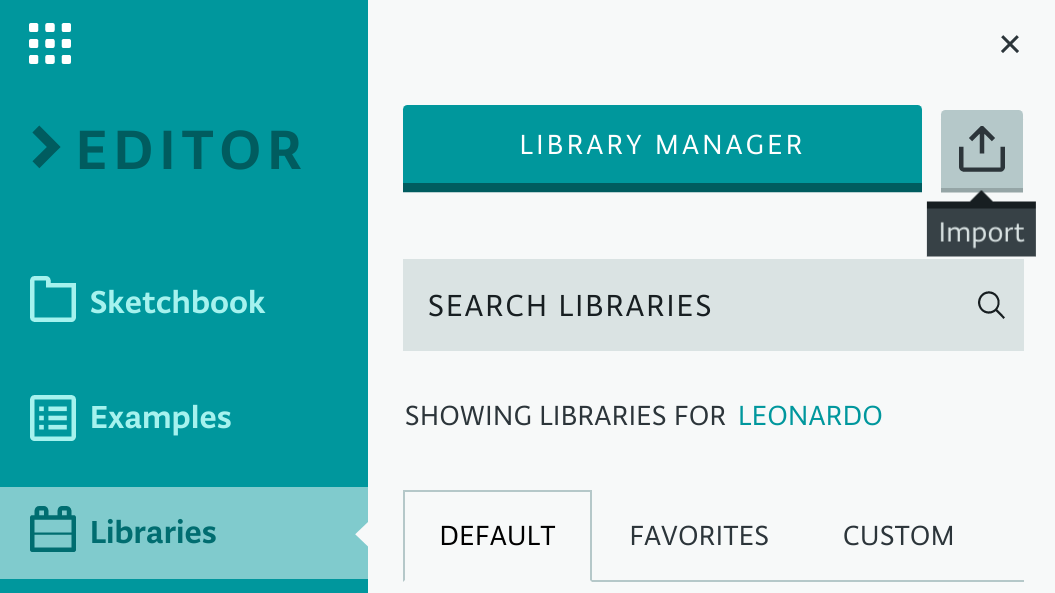 EDITOR
Sketchbook
Examples
Libraries
LIBRARY MANAGER
Import
SEARCH LIBRARIES
SHOWING LIBRARIES FOR LEONARDO
DEFAULT FAVORITES CUSTOM